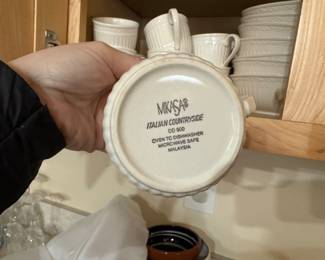 MIKASA®
ITALIAN COUNTRYSIDE
DD 900
OVEN TO DISHWASHER
MICROWAVE SAFE
MALAYSIA